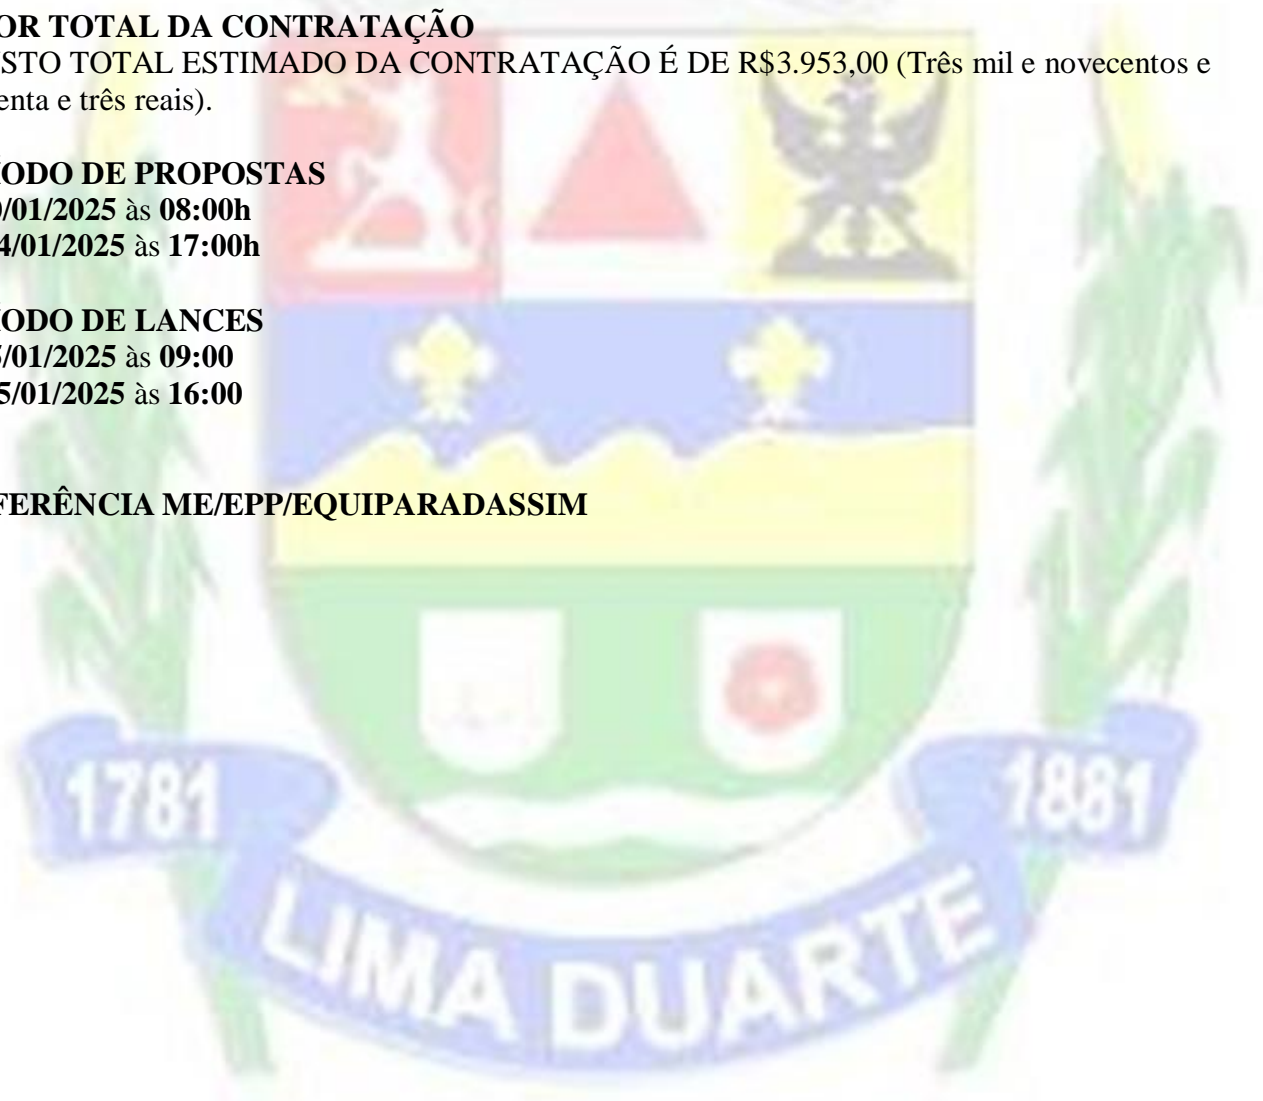 OR TOTAL DA CONTRATAÇÃO
STO TOTAL ESTIMADO DA CONTRATAÇÃO É DE R$3.953,00 (Três mil e novecentos e
enta e três reais).
ODO DE PROPOSTAS
0/01/2025 às 08:00h
4/01/2025 às 17:00h
ODO DE LANCES
5/01/2025 às 09:00
5/01/2025 às 16:00
FERÊNCIA ME/EPP/EQUIPARADASSIM
1781
1881
LIMA DUARTE